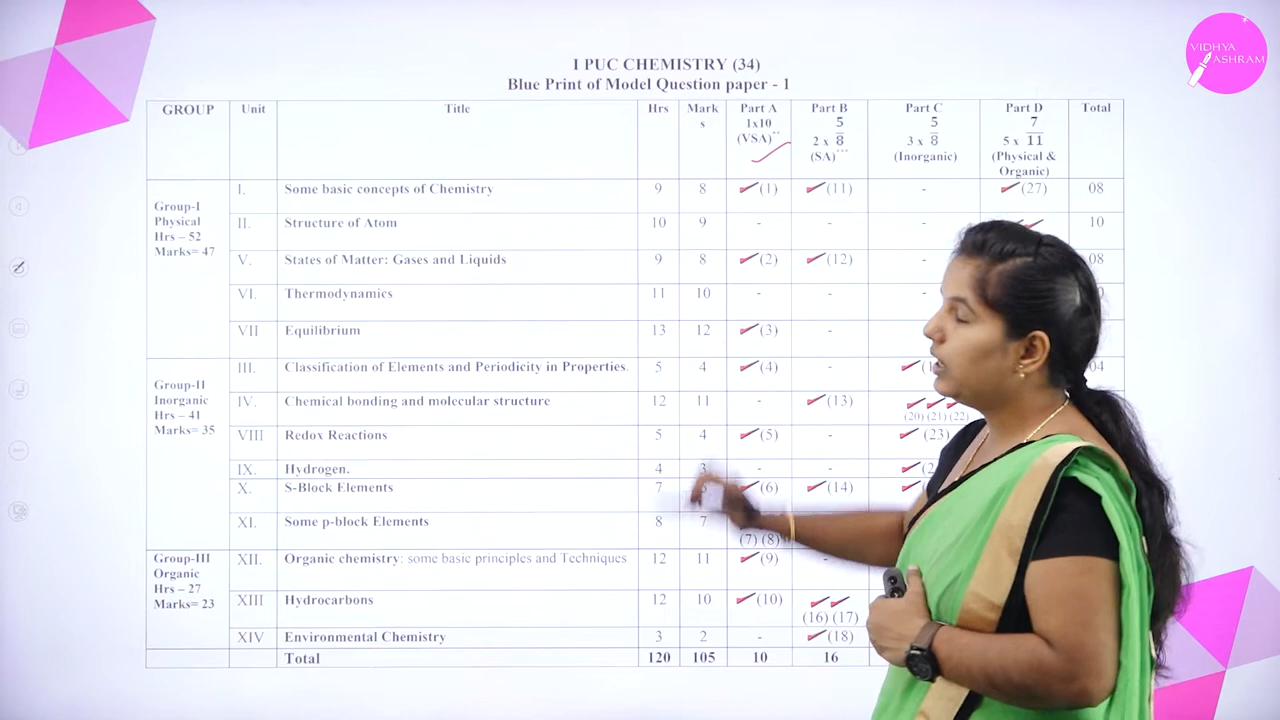 VIDHYA
ASHRAM
I PUC CHEMISTRY (34)
Blue Print of Model Question paper - 1
GROUP Unit Title Hrs Mark s Part A 1x10 (VSA)** Part B 2 x 5/8 (SA)*** Part C 3 x 5/8 (Inorganic) Part D 5 x 7/11 (Physical & Organic) Total
Group-I Physical Hrs – 52 Marks= 47
I. Some basic concepts of Chemistry 9 8 (1) (11) - (27) 08
II. Structure of Atom 10 9 - - - 10
V. States of Matter: Gases and Liquids 9 8 (2) (12) - 08
VI. Thermodynamics 11 10 - - -
VII Equilibrium 13 12 (3) - -
Group-II Inorganic Hrs – 41 Marks= 35
III. Classification of Elements and Periodicity in Properties. 5 4 (4) - 04
IV. Chemical bonding and molecular structure 12 11 - (13) (20) (21) (22)
VIII Redox Reactions 5 4 (5) - (23)
IX. Hydrogen. 4 3 - -
X. S-Block Elements 7 (6) (14)
XI. Some p-block Elements 8 7 (7) (8)
Group-III Organic Hrs – 27 Marks= 23
XII. Organic chemistry: some basic principles and Techniques 12 11 (9) -
XIII Hydrocarbons 12 10 (10) (16) (17)
XIV Environmental Chemistry 3 2 - (18)
Total 120 105 10 16